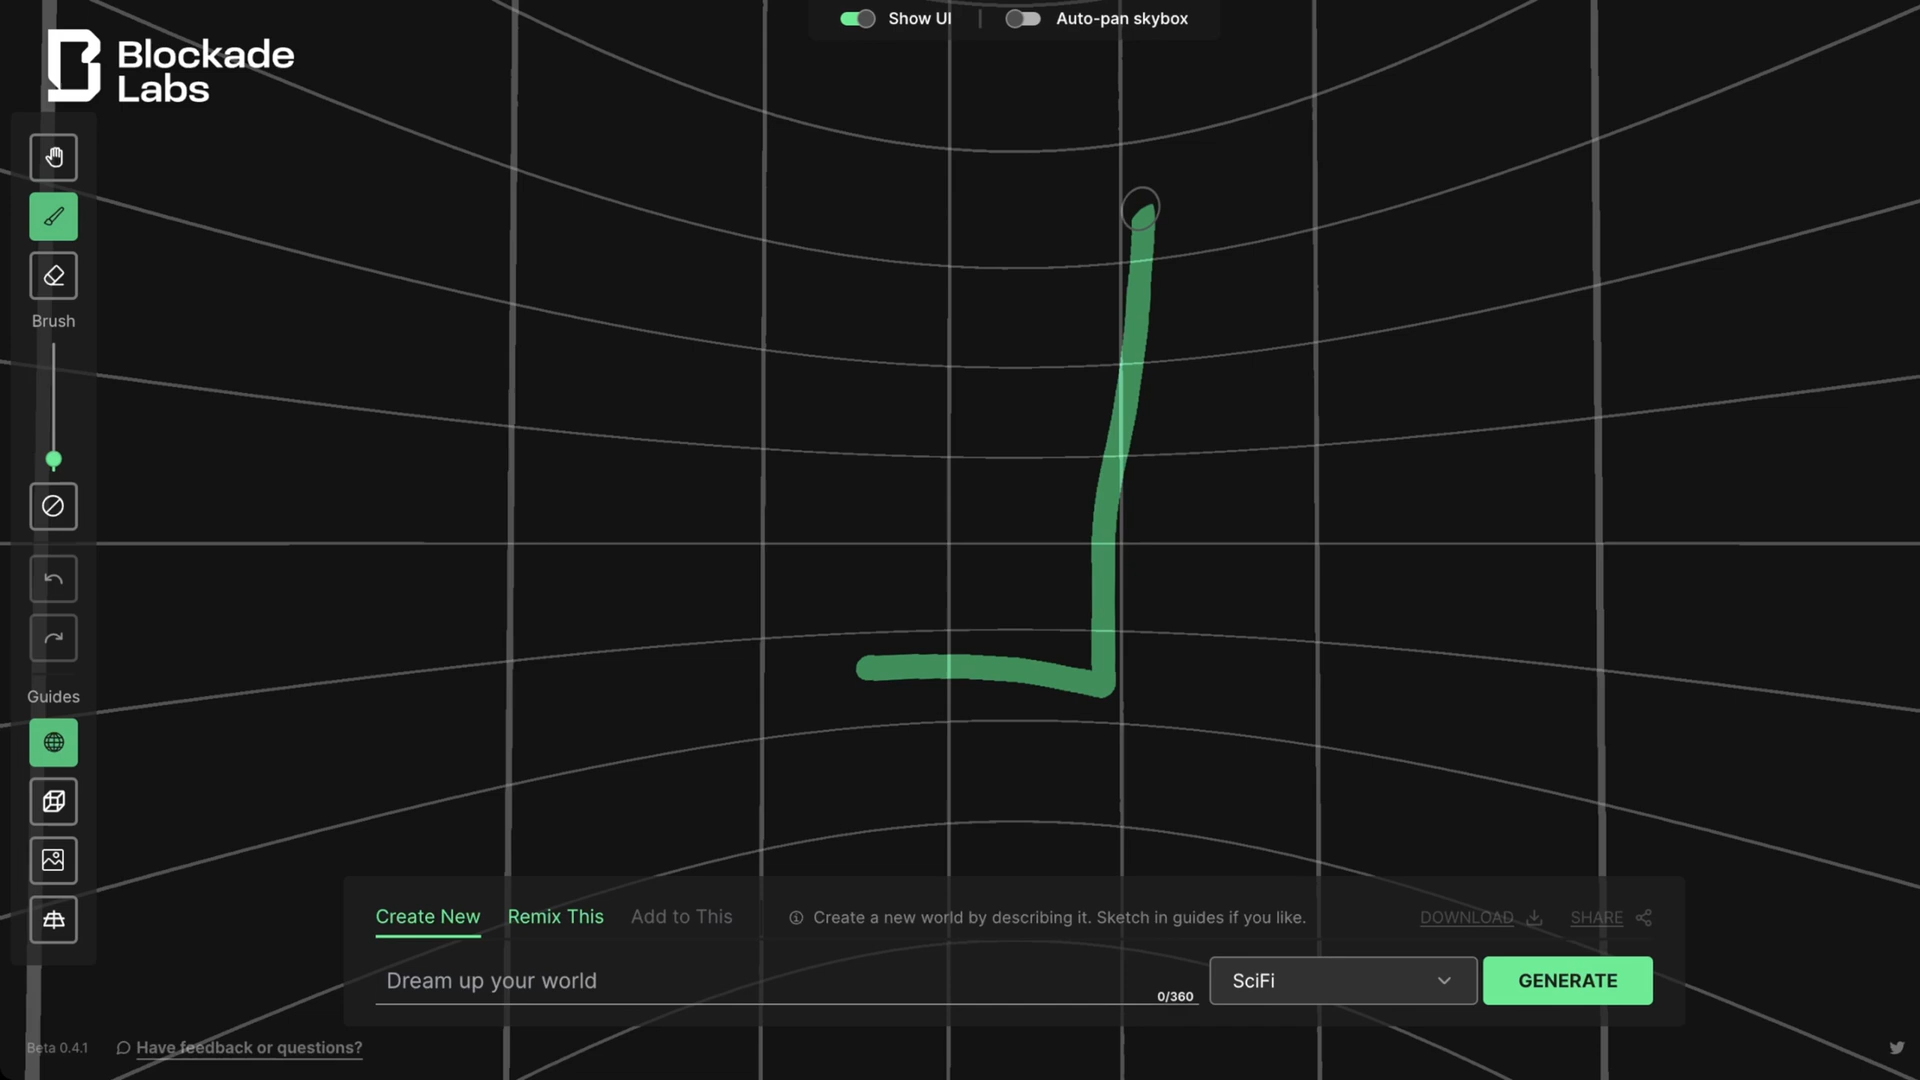 Show UI | Auto-pan skybox
Blockade
Labs
Brush
Guides
Create New Remix This Add to This Create a new world by describing it. Sketch in guides if you like. DOWNLOAD SHARE
Dream up your world 0/360 SciFi GENERATE
Beta 0.4.1 Have feedback or questions?